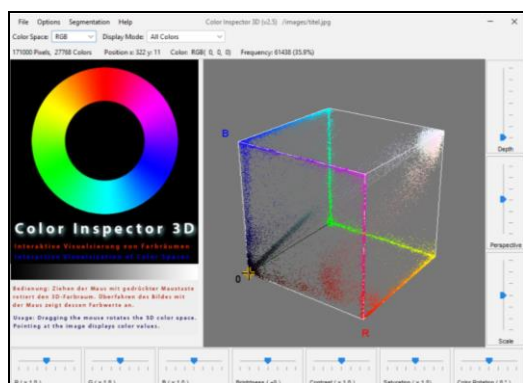 File Options Segmentation Help Color Inspector 3D (v2.5) /images/titel.jpg
Color Space: RGB Display Mode: All Colors
171000 Pixels, 27768 Colors Position x: 322 y: 11 Color: RGB( 0, 0, 0) Frequency: 61438 (35.8%)
B
Depth
Color Inspector 3D
Interaktive Visualisierung von Farbräumen
Interactive Visualization of Color Spaces
Perspective
0
Bedienung: Ziehen der Maus mit gedrückter Maustaste
rotiert den 3D-Farbraum. Überfahren des Bildes mit
der Maus zeigt dessen Farbwerte an.
Usage: Dragging the mouse rotates the 3D color space.
Pointing at the image displays color values.
R
Scale